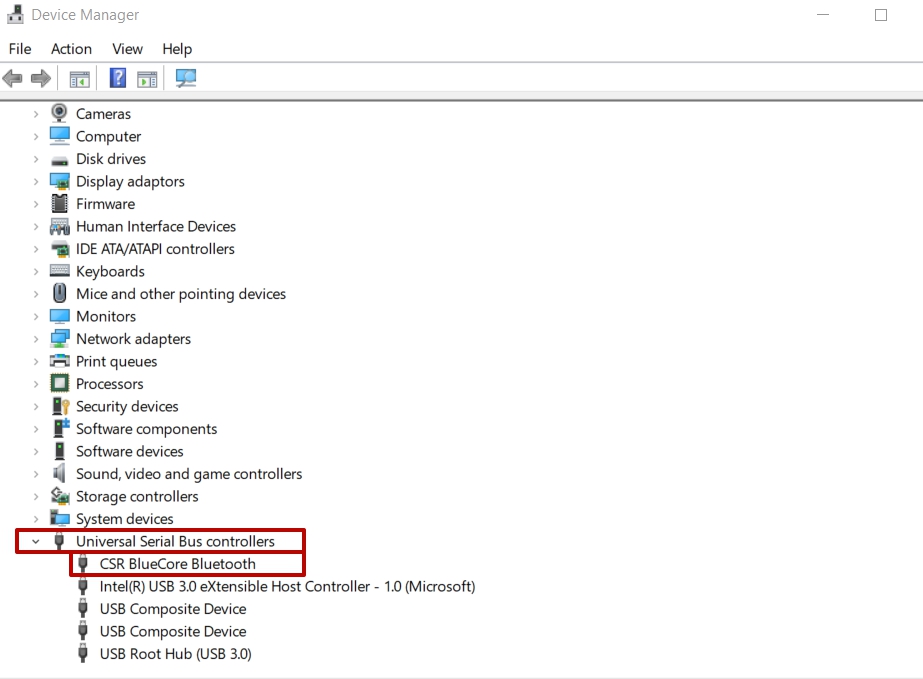 Device Manager
File Action View Help
Cameras
Computer
Disk drives
Display adaptors
Firmware
Human Interface Devices
IDE ATA/ATAPI controllers
Keyboards
Mice and other pointing devices
Monitors
Network adapters
Print queues
Processors
Security devices
Software components
Software devices
Sound, video and game controllers
Storage controllers
System devices
Universal Serial Bus controllers
CSR BlueCore Bluetooth
Intel(R) USB 3.0 eXtensible Host Controller - 1.0 (Microsoft)
USB Composite Device
USB Composite Device
USB Root Hub (USB 3.0)